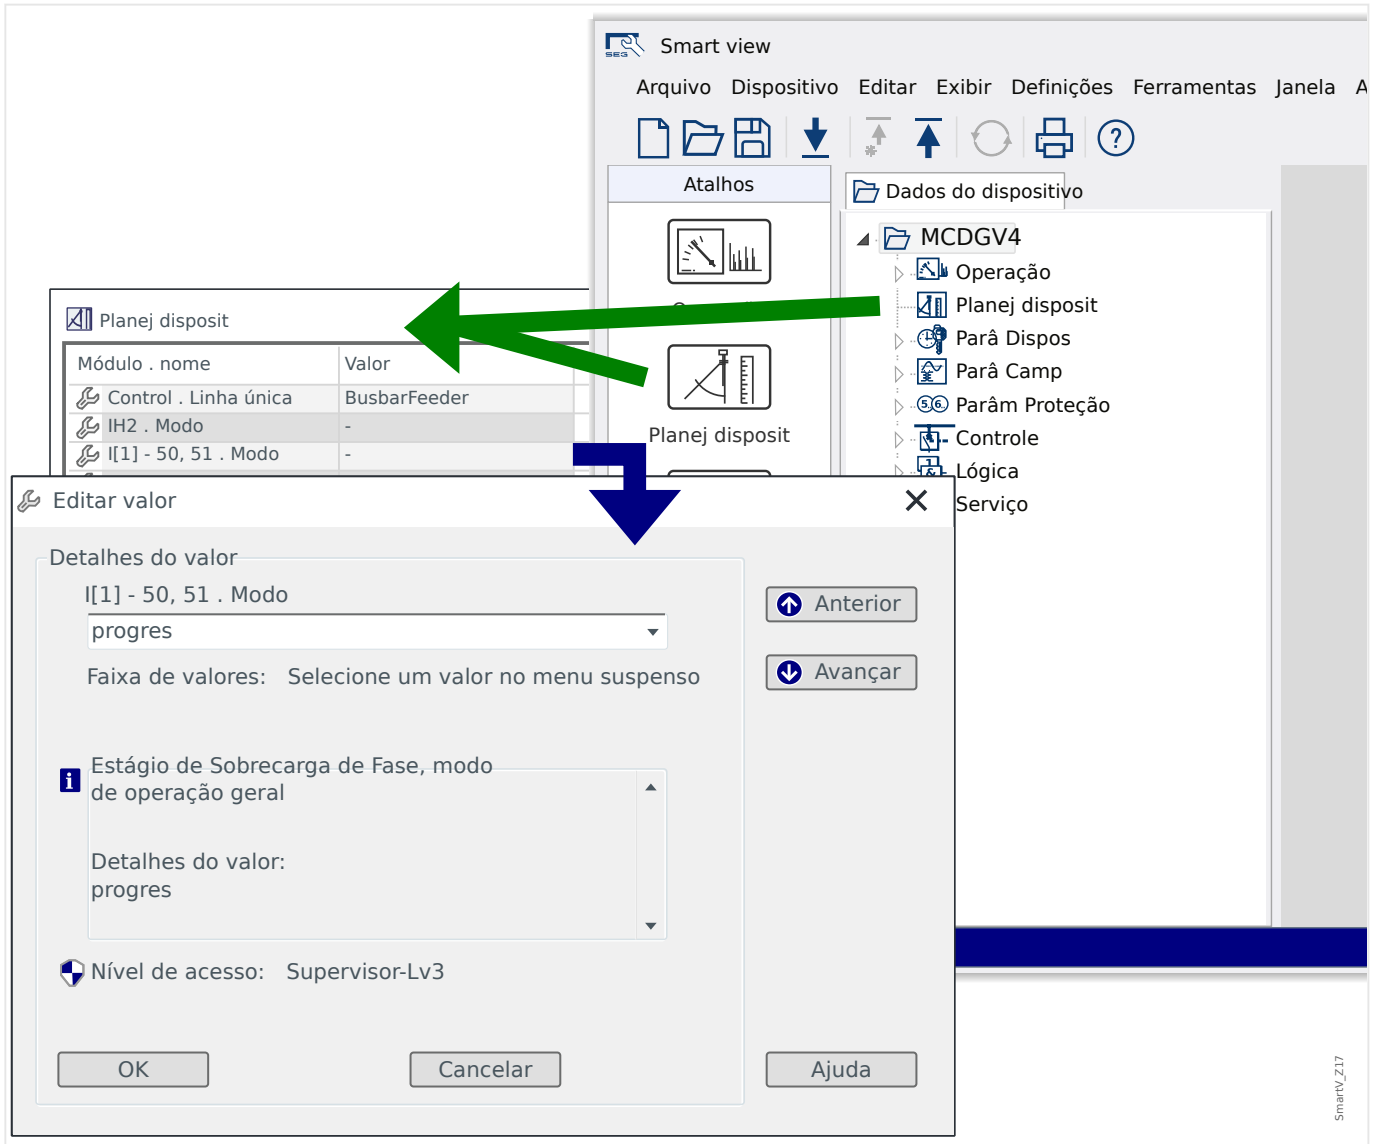 SEG
Smart view
Arquivo Dispositivo Editar Exibir Definições Ferramentas Janela A
Atalhos
Dados do dispositivo
MCDGV4
Operação
Planej disposit
Parâ Dispos
Parâ Camp
Parâm Proteção
Controle
Lógica
Serviço
Planej disposit
Planej disposit
Módulo . nome Valor
Control . Linha única BusbarFeeder
IH2 . Modo -
I[1] - 50, 51 . Modo -
Editar valor
Detalhes do valor
I[1] - 50, 51 . Modo
progres
Faixa de valores: Selecione um valor no menu suspenso
Anterior
Avançar
Estágio de Sobrecarga de Fase, modo
de operação geral
Detalhes do valor:
progres
Nível de acesso: Supervisor-Lv3
OK Cancelar Ajuda
SmartV_Z17